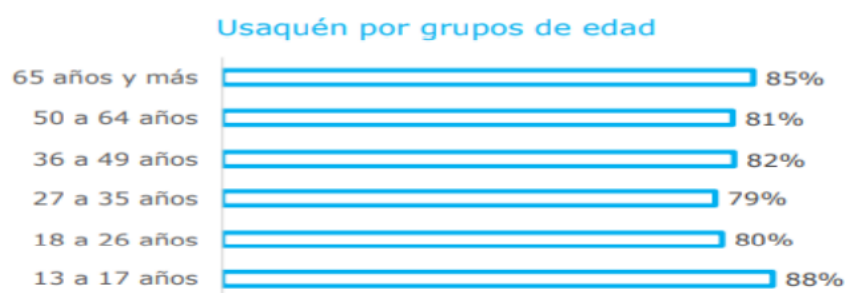 Usaquén por grupos de edad
65 años y más 85%
50 a 64 años 81%
36 a 49 años 82%
27 a 35 años 79%
18 a 26 años 80%
13 a 17 años 88%